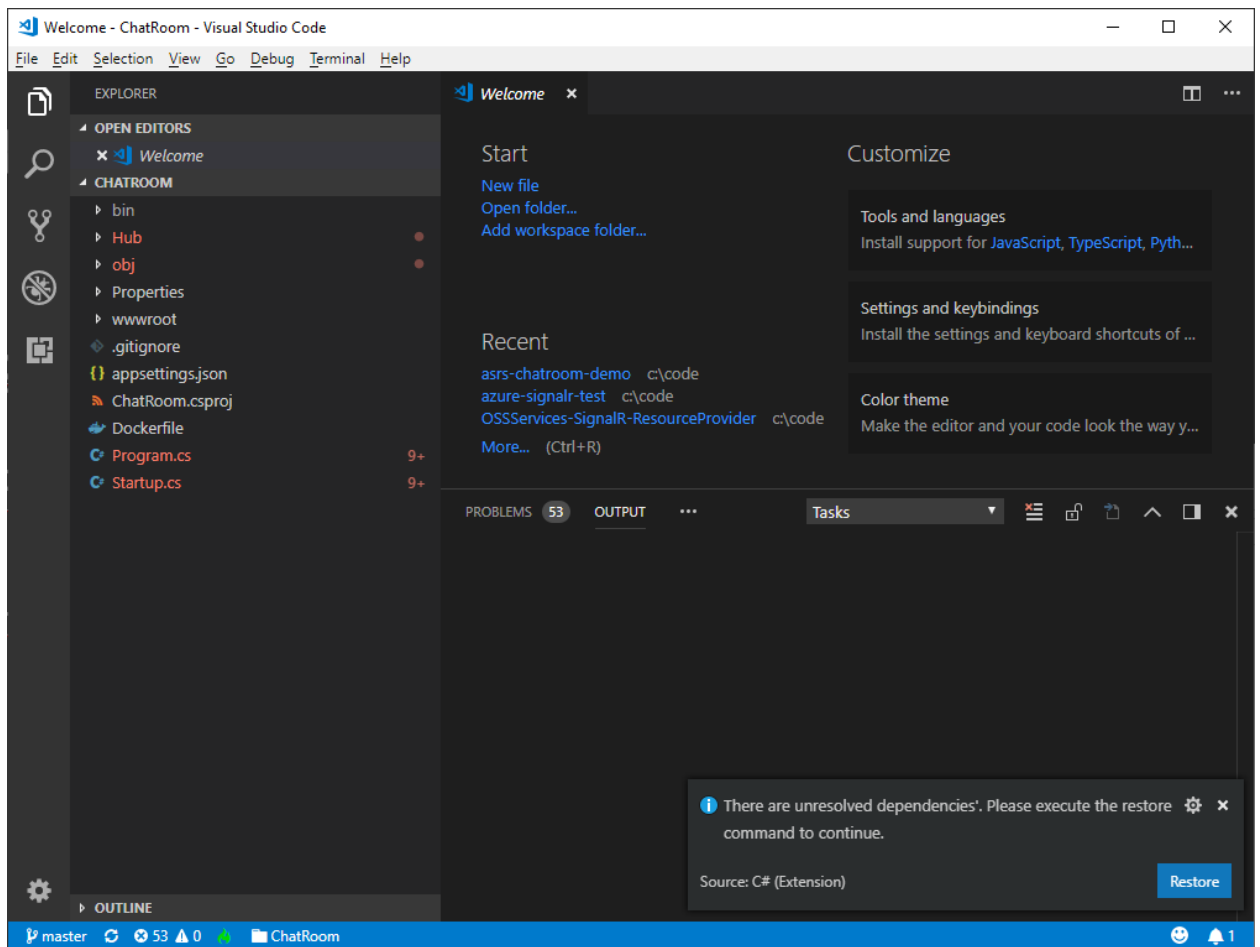 Welcome - ChatRoom - Visual Studio Code
File Edit Selection View Go Debug Terminal Help
EXPLORER
OPEN EDITORS
Welcome
CHATROOM
bin
Hub
obj
Properties
wwwroot
.gitignore
{} appsettings.json
ChatRoom.csproj
Dockerfile
C# Program.cs 9+
C# Startup.cs 9+
OUTLINE
Welcome
Start
New file
Open folder...
Add workspace folder...
Recent
asrs-chatroom-demo c:\code
azure-signalr-test c:\code
OSSServices-SignalR-ResourceProvider c:\code
More... (Ctrl+R)
Customize
Tools and languages
Install support for JavaScript, TypeScript, Pyth...
Settings and keybindings
Install the settings and keyboard shortcuts of ...
Color theme
Make the editor and your code look the way y...
PROBLEMS 53 OUTPUT ... Tasks
There are unresolved dependencies'. Please execute the restore
command to continue.
Source: C# (Extension) Restore
master 53 0 ChatRoom 1